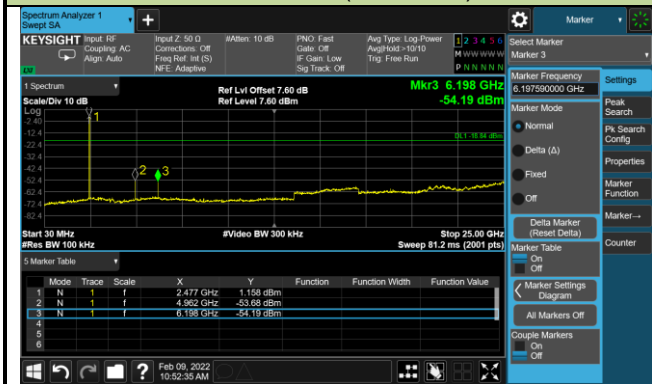 Spectrum Analyzer 1
Swept SA
+
Marker
KEYSIGHT
Input: RF
Coupling: AC
Align: Auto
Input Z: 50 Ω
Corrections: Off
Freq Ref: Int (S)
NFE: Adaptive
#Atten: 10 dB
PNO: Fast
Gate: Off
IF Gain: Low
Sig Track: Off
Avg Type: Log-Power
Avg|Hold:>10/10
Trig: Free Run
1 2 3 4 5 6
M W W W W W
P N N N N N
Select Marker
Marker 3
1 Spectrum
Scale/Div 10 dB
Log
Ref Lvl Offset 7.60 dB
Ref Level 7.60 dBm
Mkr3 6.198 GHz
-54.19 dBm
-2.40
-12.4
-22.4
-32.4
-42.4
-52.4
-62.4
-72.4
-82.4
1
2
3
DL1 -18.84 dBm
Start 30 MHz
#Res BW 100 kHz
#Video BW 300 kHz
Stop 25.00 GHz
Sweep 81.2 ms (2001 pts)
5 Marker Table
Mode Trace Scale X Y Function Function Width Function Value
1 N 1 f 2.477 GHz 1.158 dBm
2 N 1 f 4.962 GHz -53.68 dBm
3 N 1 f 6.198 GHz -54.19 dBm
4
5
6
Marker Frequency
6.197590000 GHz
Marker Mode
Normal
Delta (Δ)
Fixed
Off
Delta Marker
(Reset Delta)
Marker Table
On
Off
Marker Settings
Diagram
All Markers Off
Couple Markers
On
Off
Settings
Peak
Search
Pk Search
Config
Properties
Marker
Function
Marker→
Counter
?
Feb 09, 2022
10:52:35 AM